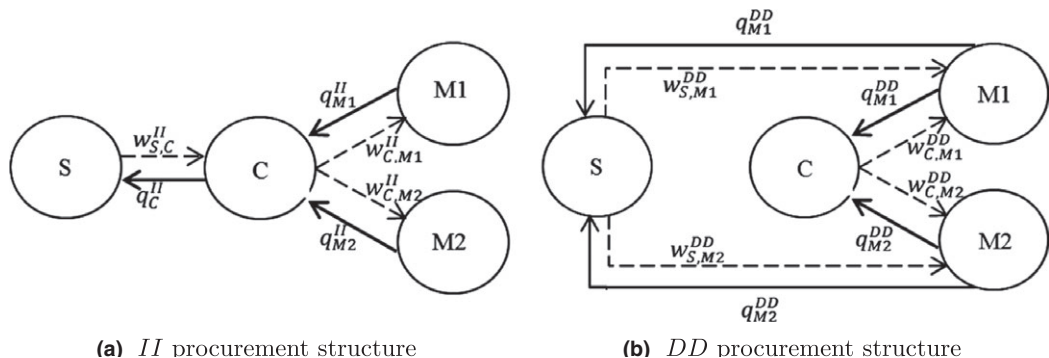 S
w^{II}_{S,C}
q^{II}_{C}
C
q^{II}_{M1}
w^{II}_{C,M1}
w^{II}_{C,M2}
q^{II}_{M2}
M1
M2
(a) II procurement structure
q^{DD}_{M1}
w^{DD}_{S,M1}
q^{DD}_{M1}
M1
w^{DD}_{C,M1}
S
C
w^{DD}_{C,M2}
q^{DD}_{M2}
M2
w^{DD}_{S,M2}
q^{DD}_{M2}
(b) DD procurement structure